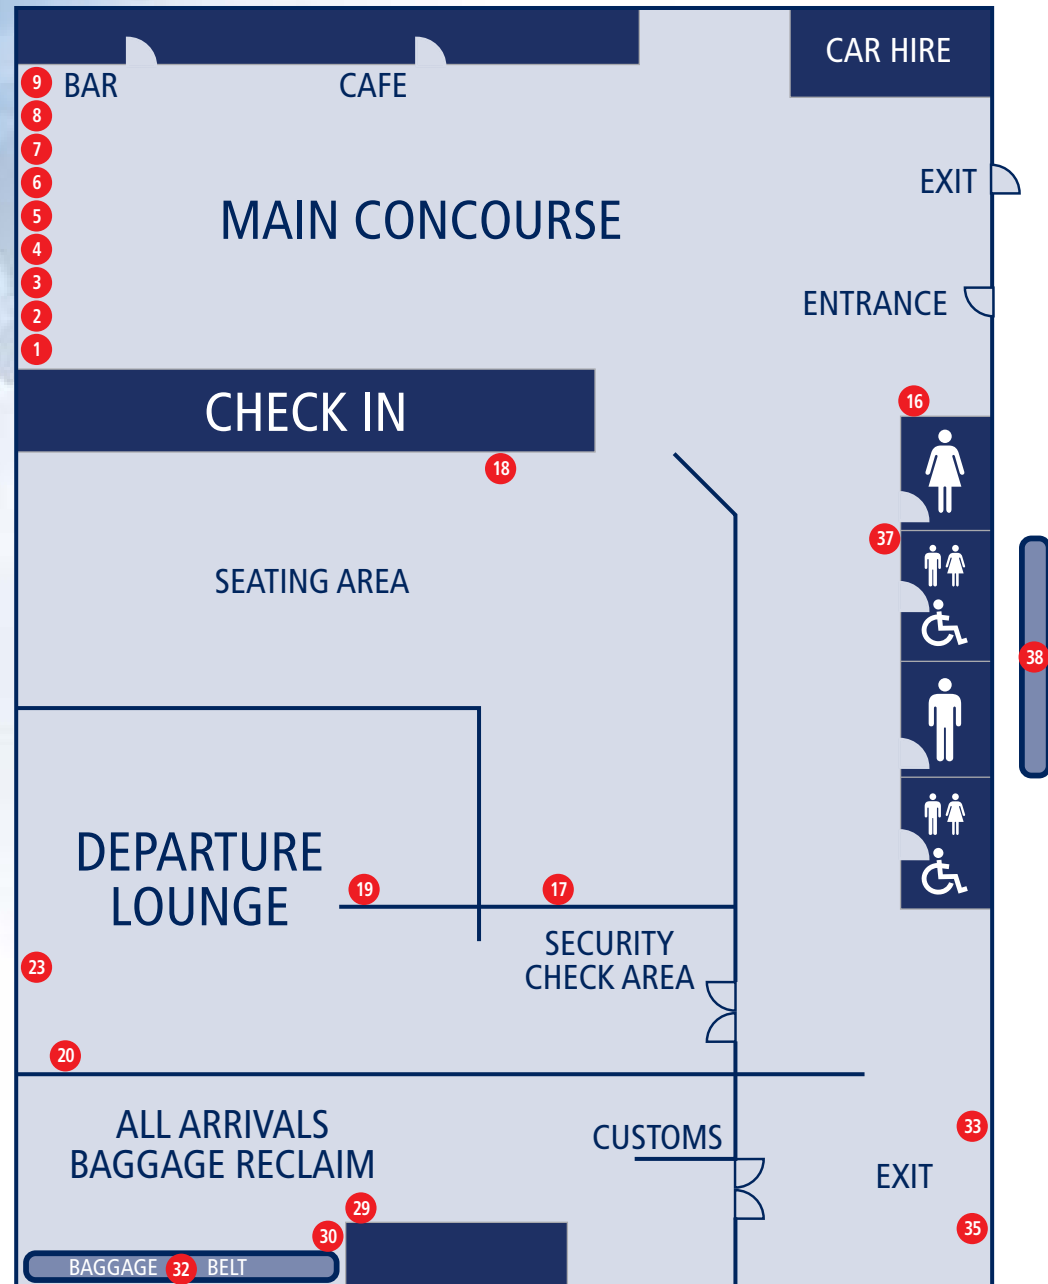 CAR HIRE
9
BAR
CAFE
8
7
6
EXIT
5
MAIN CONCOURSE
4
3
ENTRANCE
2
1
CHECK IN
16
18
37
SEATING AREA
38
DEPARTURE
LOUNGE
19
17
SECURITY
CHECK AREA
23
20
ALL ARRIVALS
BAGGAGE RECLAIM
CUSTOMS
33
EXIT
29
30
35
BAGGAGE 32 BELT